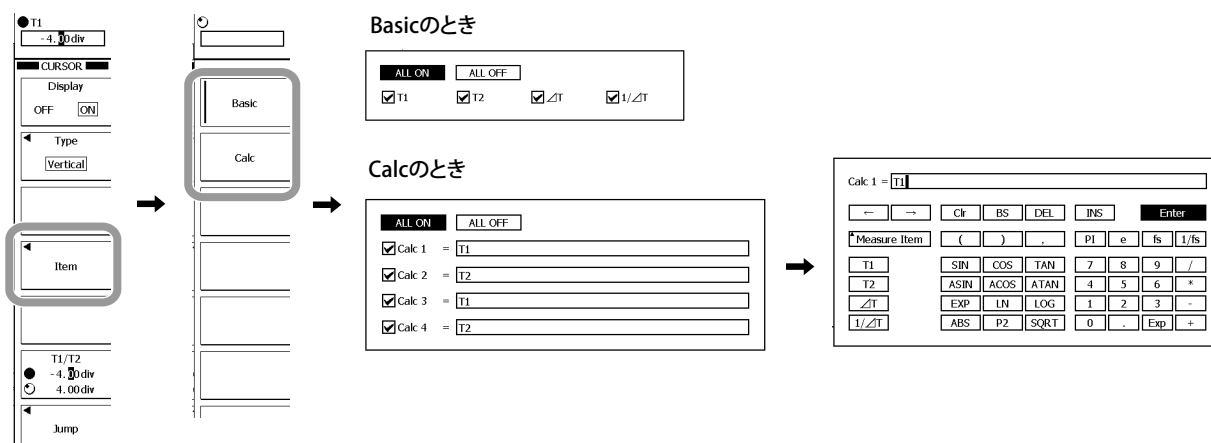 T1
-4.00div
CURSOR
Display
OFF ON
Type
Vertical
Item
T1/T2
-4.00div
4.00div
Jump
Basic
Calc
Basicのとき
ALL ON ALL OFF
T1 T2 ⊿T 1/⊿T
Calcのとき
ALL ON ALL OFF
Calc 1 = T1
Calc 2 = T2
Calc 3 = T1
Calc 4 = T2
Calc 1 = T1
← → Clr BS DEL INS Enter
Measure Item ( ) , PI e fs 1/fs
T1 SIN COS TAN 7 8 9 /
T2 ASIN ACOS ATAN 4 5 6 *
⊿T EXP LN LOG 1 2 3 -
1/⊿T ABS P2 SQRT 0 . Exp +